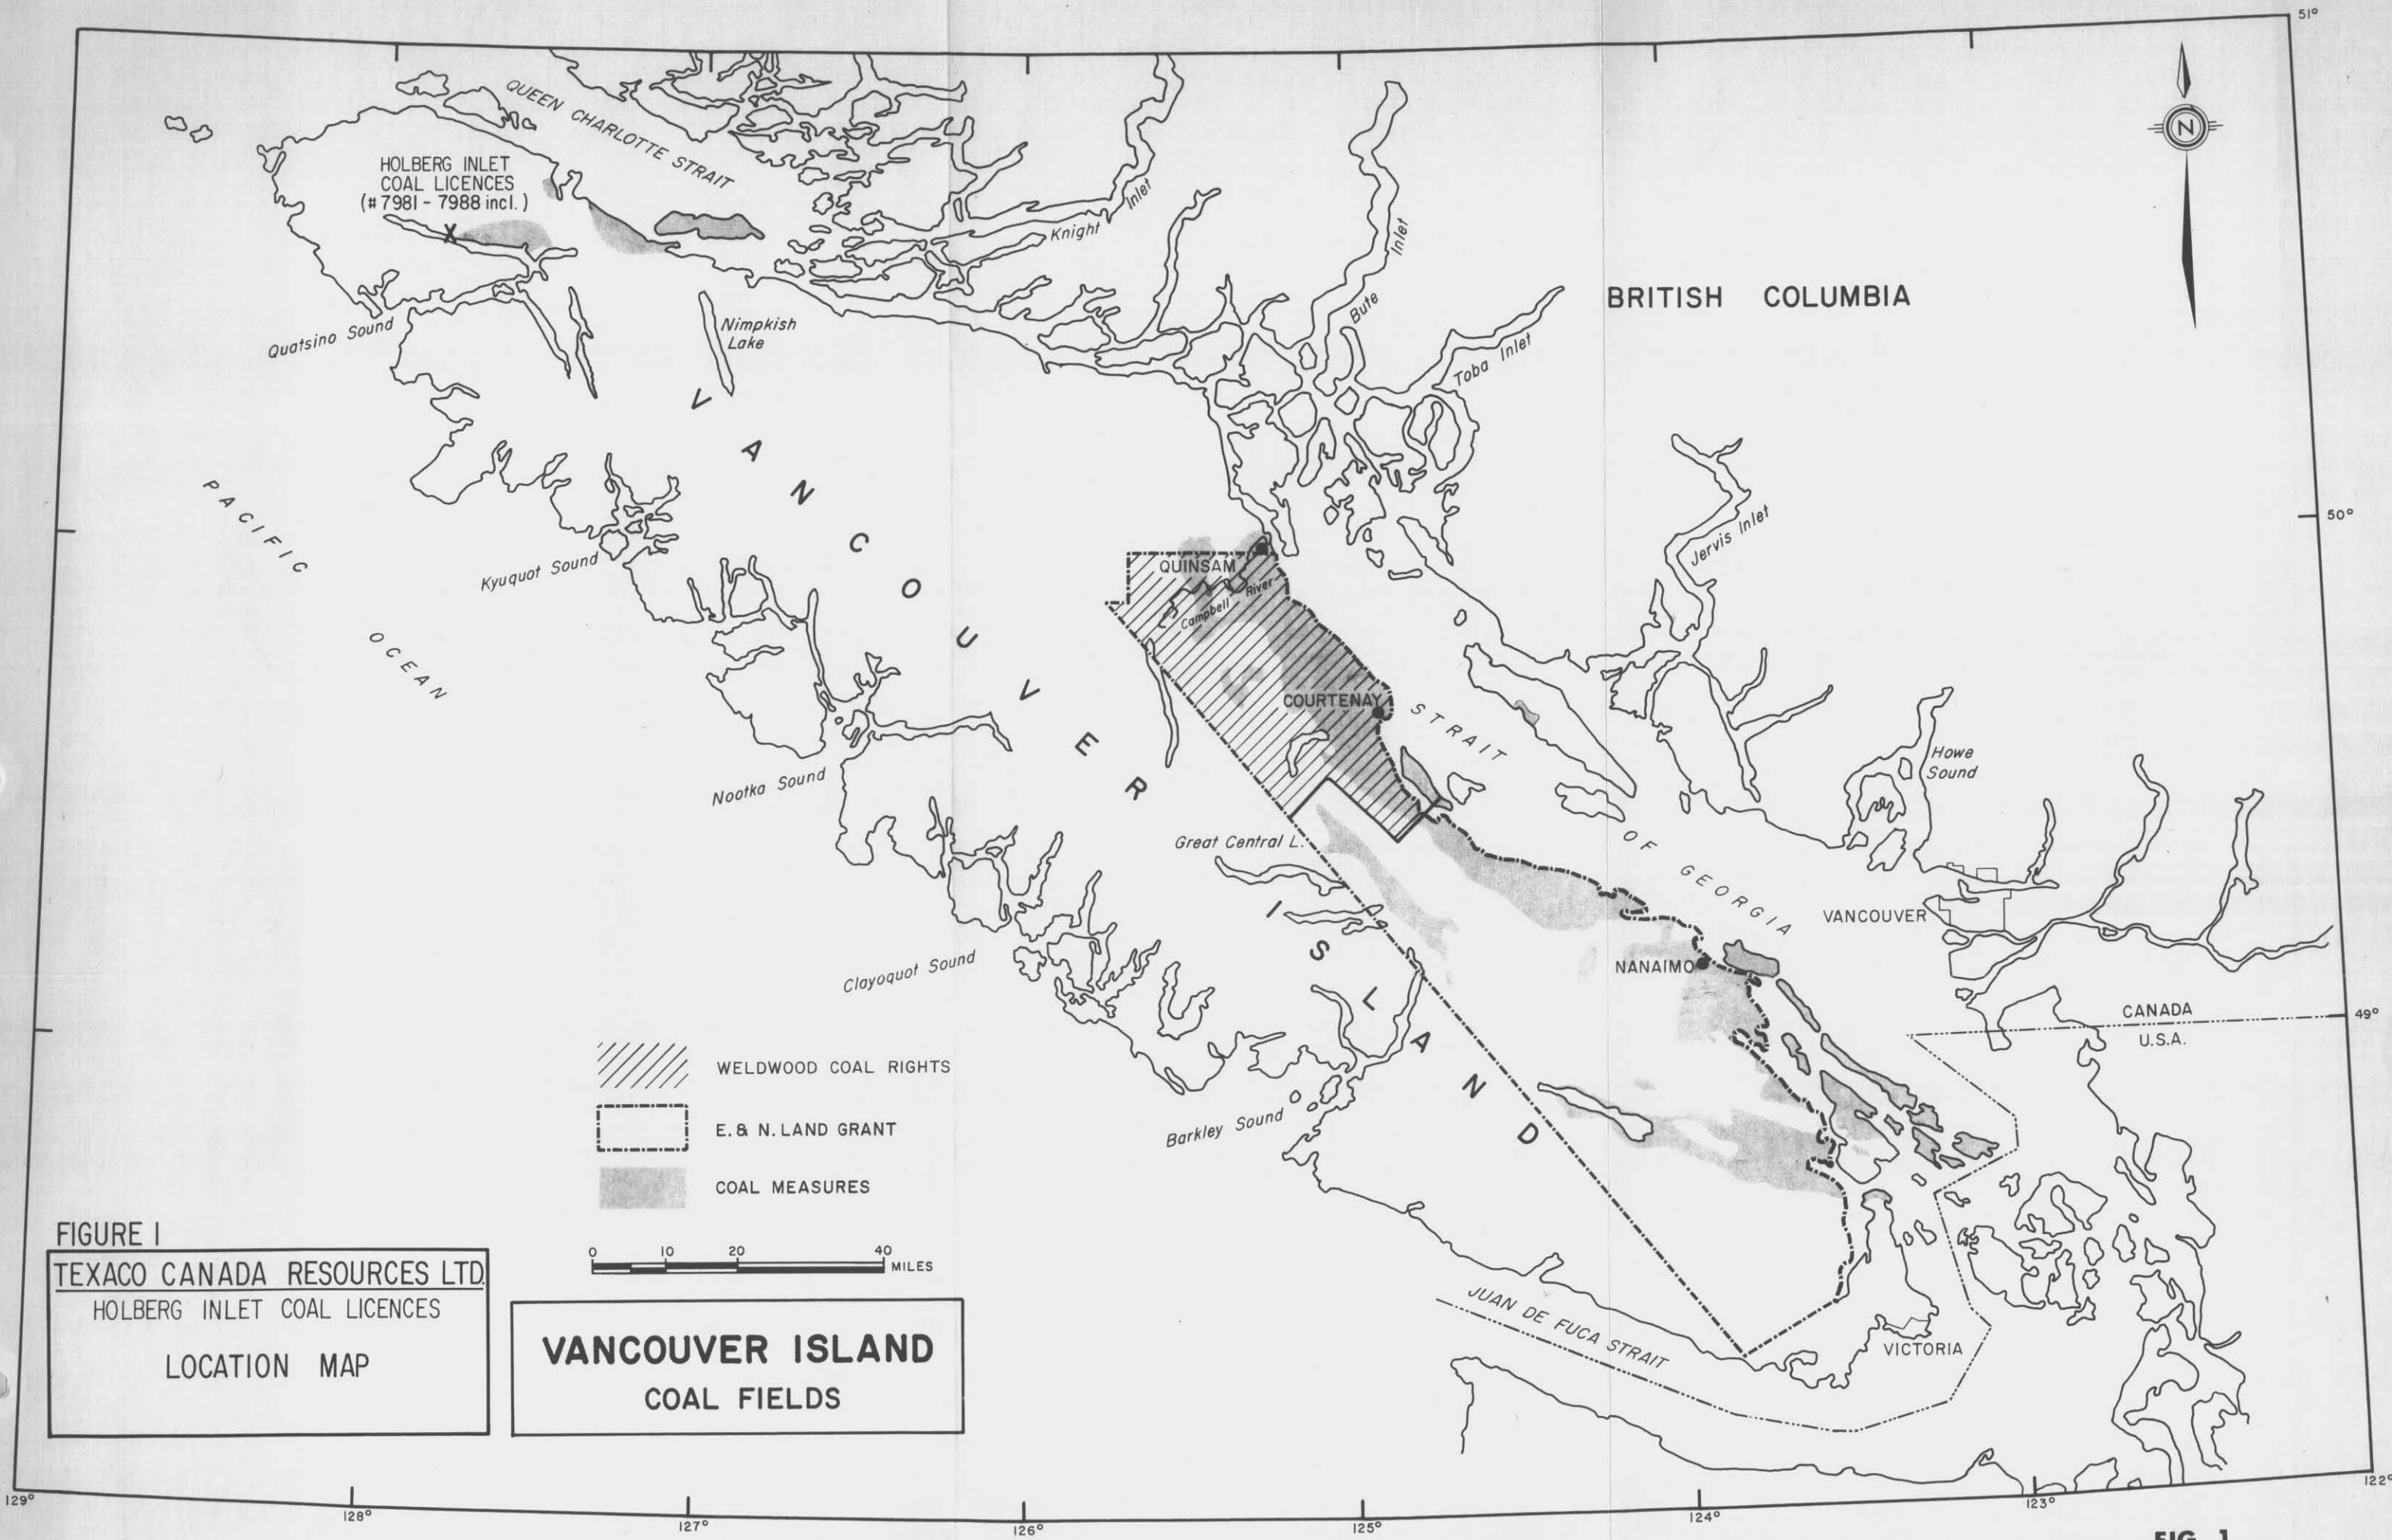 51°
QUEEN CHARLOTTE STRAIT
N
HOLBERG INLET
COAL LICENCES
(#7981 - 7988 incl.)
X
Knight Inlet
Bute Inlet
BRITISH COLUMBIA
Quatsino Sound
Nimpkish
Lake
Toba Inlet
VANCOUVER ISLAND
PACIFIC OCEAN
50°
Jervis Inlet
Kyuquot Sound
QUINSAM
Campbell River
COURTENAY
STRAIT OF GEORGIA
Howe
Sound
Nootka Sound
Great Central L.
VANCOUVER
Clayoquot Sound
NANAIMO
CANADA
49°
U.S.A.
WELDWOOD COAL RIGHTS
E. & N. LAND GRANT
Barkley Sound
COAL MEASURES
FIGURE 1
TEXACO CANADA RESOURCES LTD.
HOLBERG INLET COAL LICENCES
LOCATION MAP
0 10 20 40
MILES
VANCOUVER ISLAND
COAL FIELDS
JUAN DE FUCA STRAIT
VICTORIA
129°
128°
127°
126°
125°
124°
123°
122°
FIG. 1